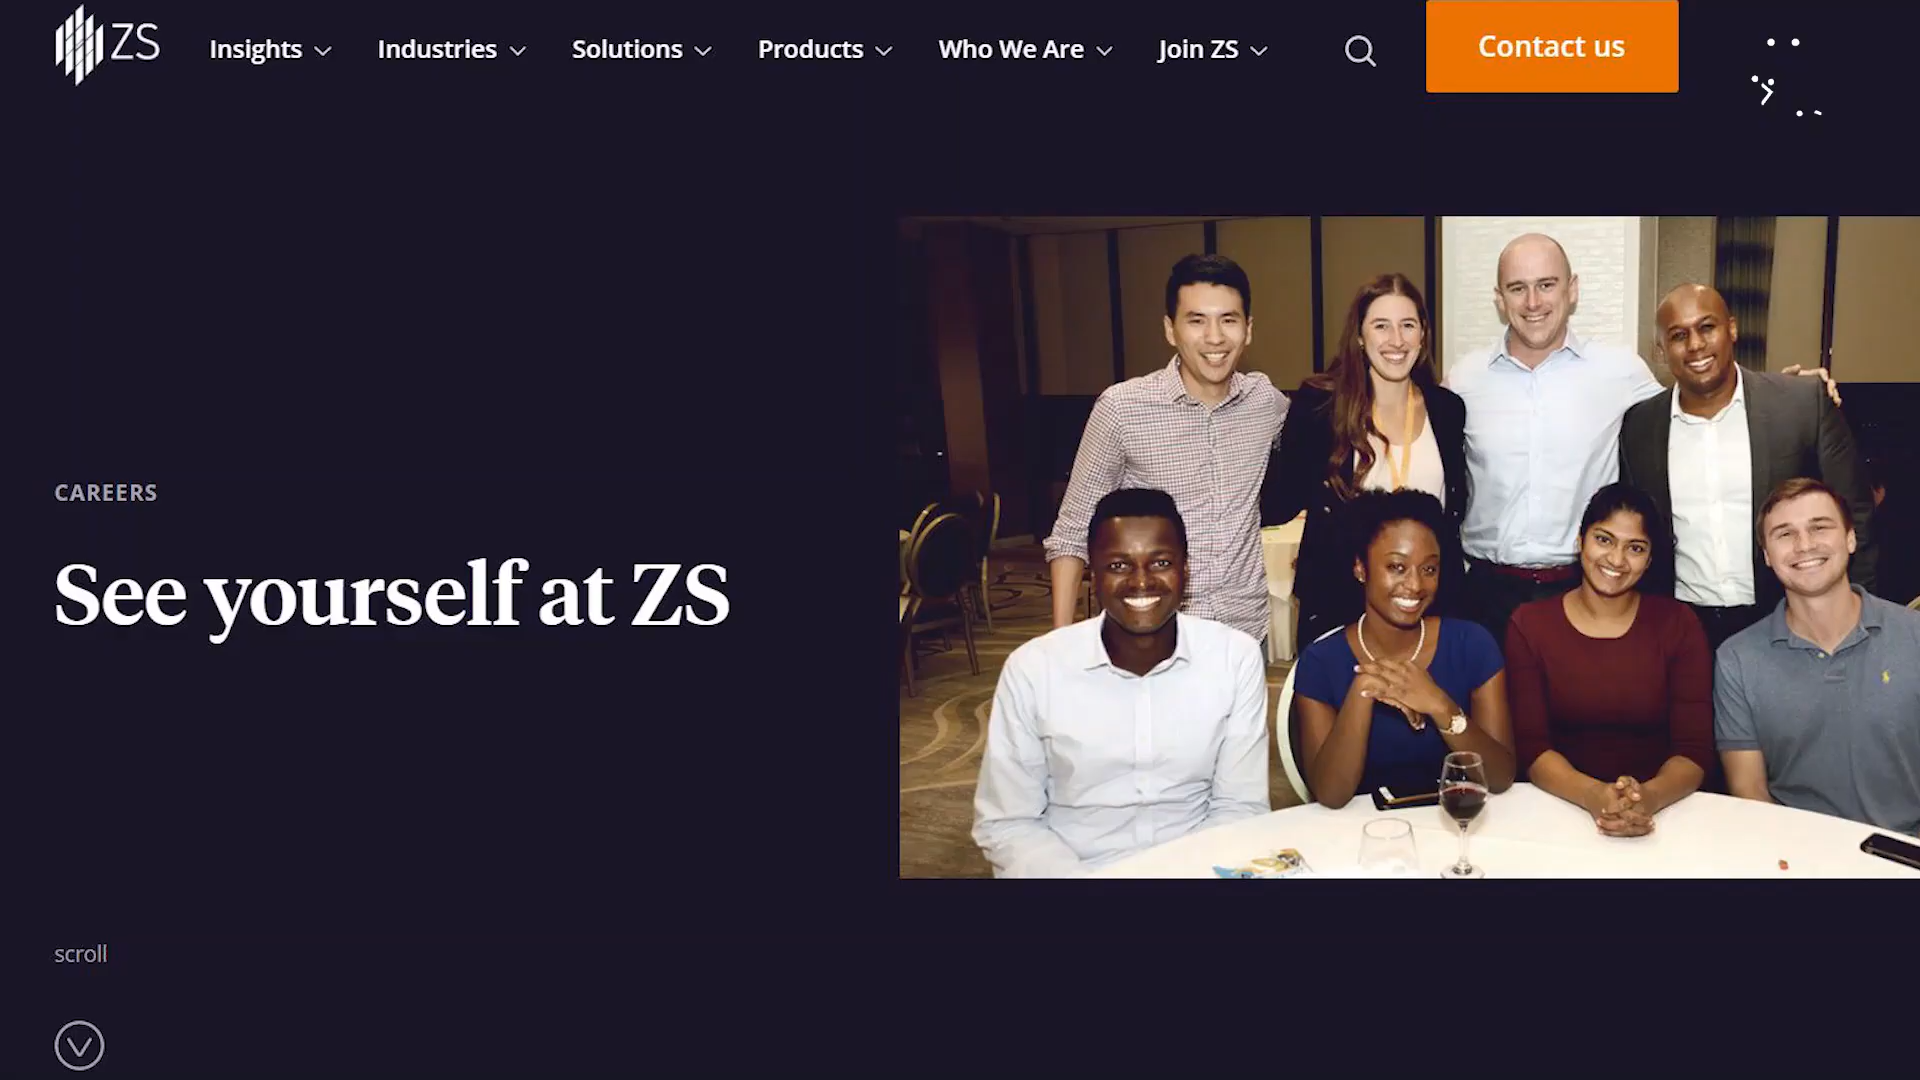 ZS
Insights
Industries
Solutions
Products
Who We Are
Join ZS
Contact us
CAREERS
See yourself at ZS
scroll